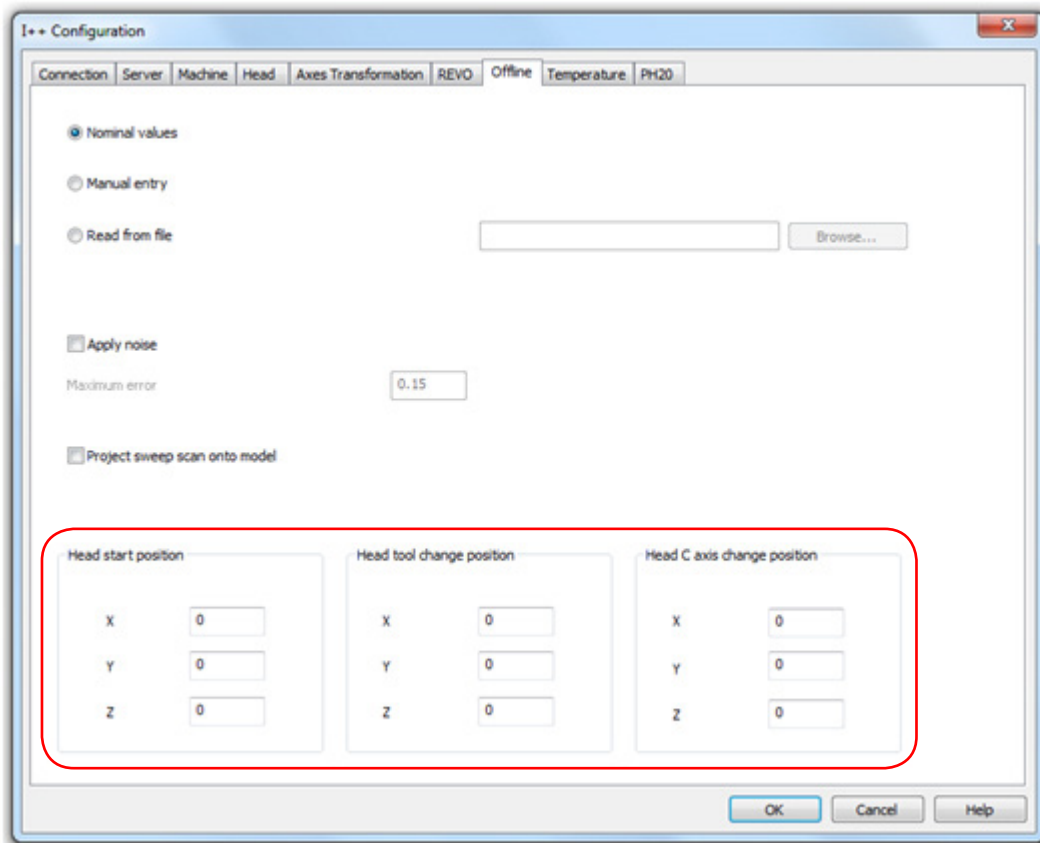 I++ Configuration
Connection Server Machine Head Axes Transformation REVO Offline Temperature PH20
Nominal values
Manual entry
Read from file Browse...
Apply noise
Maximum error 0.15
Project sweep scan onto model
Head start position Head tool change position Head C axis change position
X 0 X 0 X 0
Y 0 Y 0 Y 0
Z 0 Z 0 Z 0
OK Cancel Help